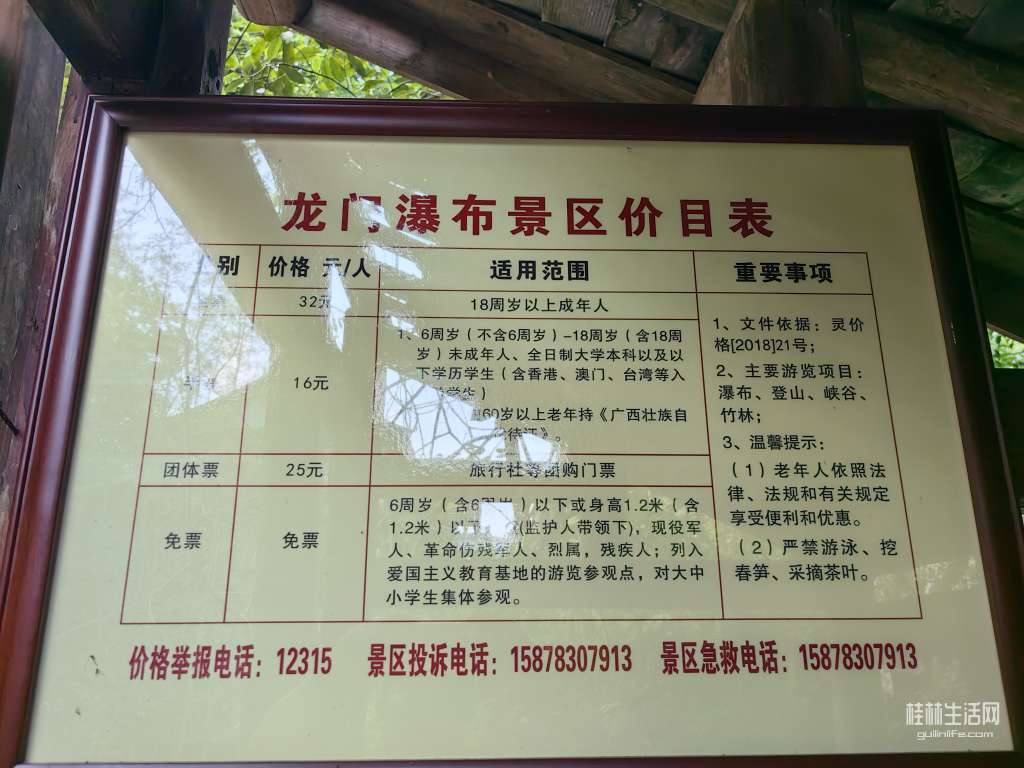 龙门瀑布景区价目表
别 价格 元/人 适用范围 重要事项
32元 18周岁以上成年人
16元
1、6周岁（不含6周岁）-18周岁（含18周
岁）未成年人、全日制大学本科以及以
下学历学生（含香港、澳门、台湾等入
学生）
60岁以上老年持《广西壮族自
待证》。
团体票 25元 旅行社等团购门票
免票 免票
6周岁（含6周岁）以下或身高1.2米（含
1.2米）以下 (监护人带领下)，现役军
人、革命伤残军人、烈属，残疾人；列入
爱国主义教育基地的游览参观点，对大中
小学生集体参观。
1、文件依据：灵价
格[2018]21号；
2、主要游览项目：
瀑布、登山、峡谷、
竹林；
3、温馨提示：
（1）老年人依照法
律、法规和有关规定
享受便利和优惠。
（2）严禁游泳、挖
春笋、采摘茶叶。
价格举报电话：12315 景区投诉电话：15878307913 景区急救电话：15878307913
桂林生活网
guilinlife.com